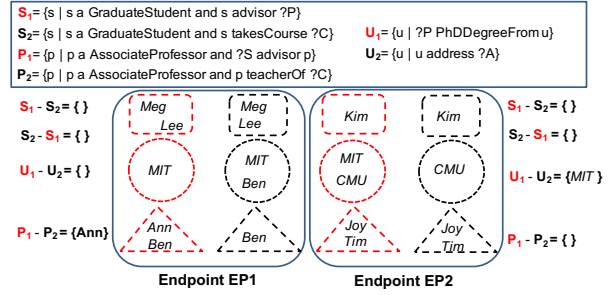 S1={s | s a GraduateStudent and s advisor ?P}
S2={s | s a GraduateStudent and s takesCourse ?C}
U1={u | ?P PhDDegreeFrom u}
P1={p | p a AssociateProfessor and ?S advisor p}
U2={u | u address ?A}
P2={p | p a AssociateProfessor and p teacherOf ?C}
S1 - S2= { }
S2 - S1= { }
U1 - U2= { }
P1 - P2= {Ann}
Meg
Lee
Meg
Lee
MIT
MIT
Ben
Ann
Ben
Ben
Endpoint EP1
Kim
Kim
MIT
CMU
CMU
Joy
Tim
Joy
Tim
Endpoint EP2
S1 - S2= { }
S2 - S1= { }
U1 - U2= {MIT}
P1 - P2= { }